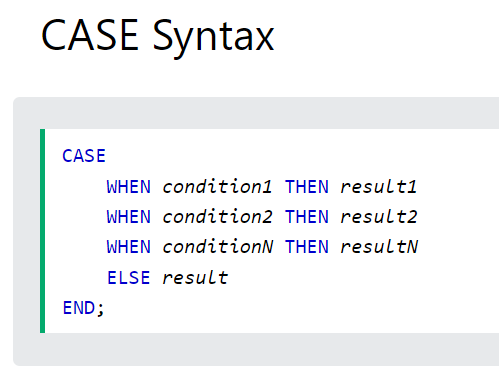 CASE Syntax
CASE
WHEN condition1 THEN result1
WHEN condition2 THEN result2
WHEN conditionN THEN resultN
ELSE result
END;